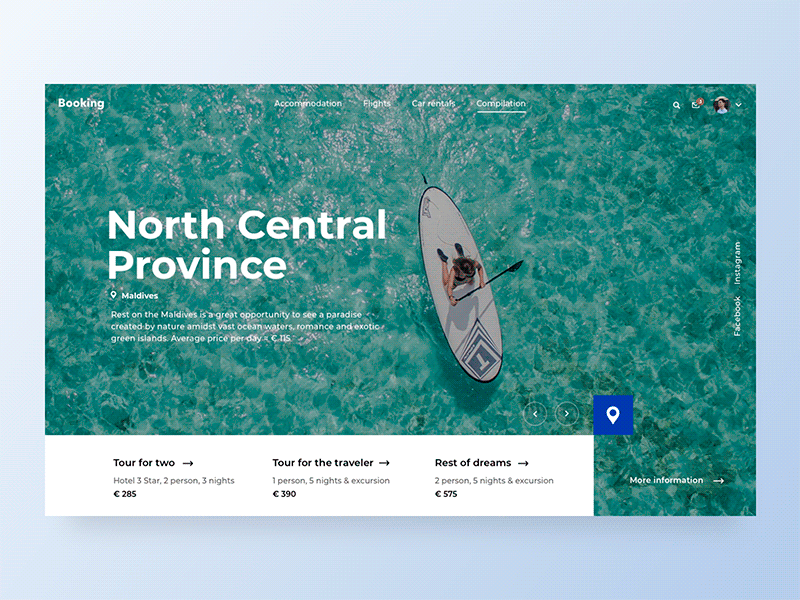 Booking
Accommodation Flights Car rentals Compilation
North Central
Province
Maldives
Rest on the Maldives is a great opportunity to see a paradise
created by nature amidst vast ocean waters, romance and exotic
green islands. Average price per day = € 115
Instagram
Facebook
Tour for two
Hotel 3 Star, 2 person, 3 nights
€ 285
Tour for the traveler
1 person, 5 nights & excursion
€ 390
Rest of dreams
2 person, 5 nights & excursion
€ 575
More information